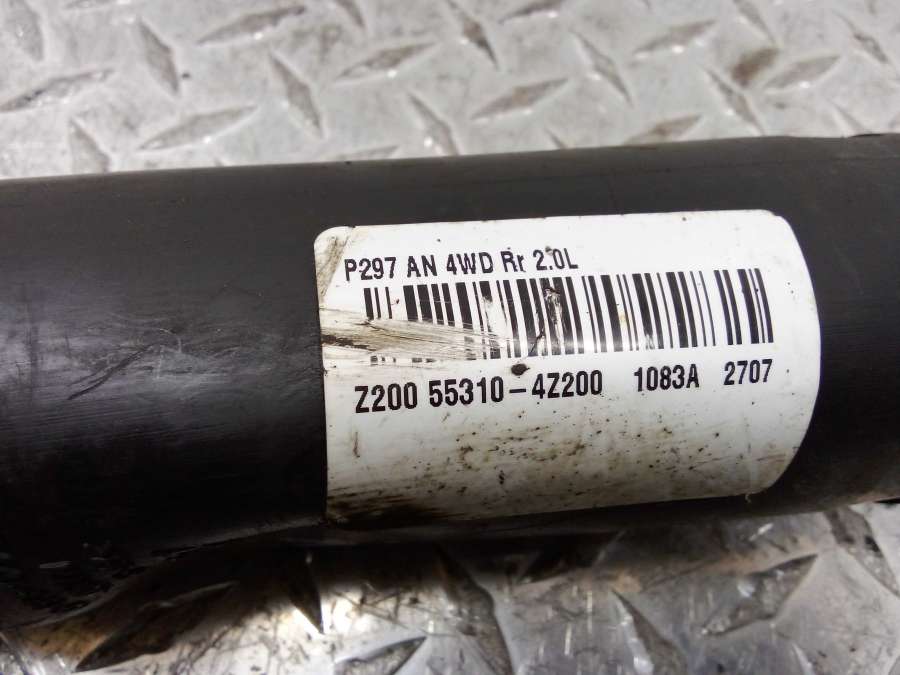 P297 AN 4WD Rr 2.0L
Z200 55310-4Z200 1083A 2707